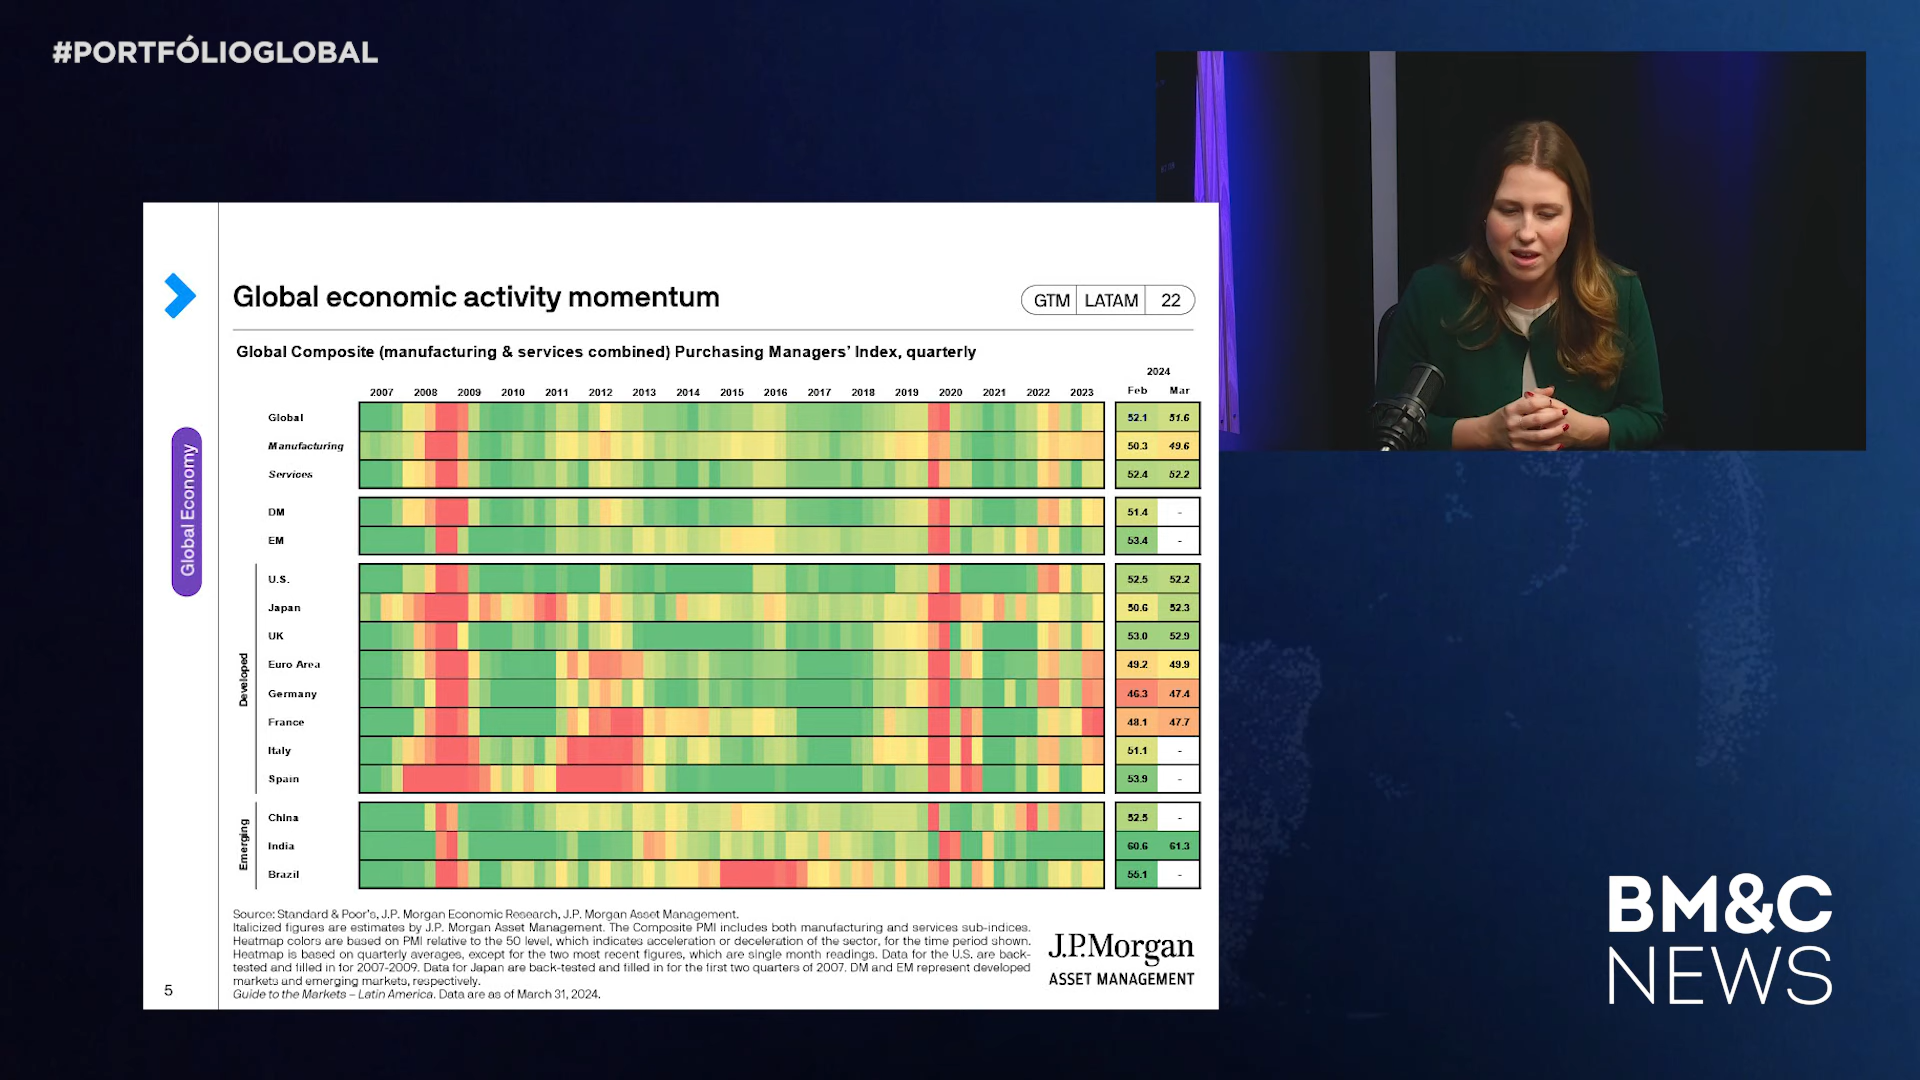 #PORTFÓLIOGLOBAL
Global economic activity momentum
GTM LATAM 22
Global Composite (manufacturing & services combined) Purchasing Managers' Index, quarterly
2024
2007 2008 2009 2010 2011 2012 2013 2014 2015 2016 2017 2018 2019 2020 2021 2022 2023 Feb Mar
Global 52.1 51.6
Manufacturing 50.3 49.6
Services 52.4 52.2
DM 51.4 -
EM 53.4 -
Developed
U.S. 52.5 52.2
Japan 50.6 52.3
UK 53.0 52.9
Euro Area 49.2 49.9
Germany 46.3 47.4
France 48.1 47.7
Italy 51.1 -
Spain 53.9 -
Emerging
China 52.5 -
India 60.6 61.3
Brazil 55.1 -
Global Economy
Source: Standard & Poor's, J.P. Morgan Economic Research, J.P. Morgan Asset Management.
Italicized figures are estimates by J.P. Morgan Asset Management. The Composite PMI includes both manufacturing and services sub-indices.
Heatmap colors are based on PMI relative to the 50 level, which indicates acceleration or deceleration of the sector, for the time period shown.
Heatmap is based on quarterly averages, except for the two most recent figures, which are single month readings. Data for the U.S. are back-
tested and filled in for 2007-2009. Data for Japan are back-tested and filled in for the first two quarters of 2007. DM and EM represent developed
markets and emerging markets, respectively.
Guide to the Markets – Latin America. Data are as of March 31, 2024.
J.P.Morgan
ASSET MANAGEMENT
5
BM&C
NEWS